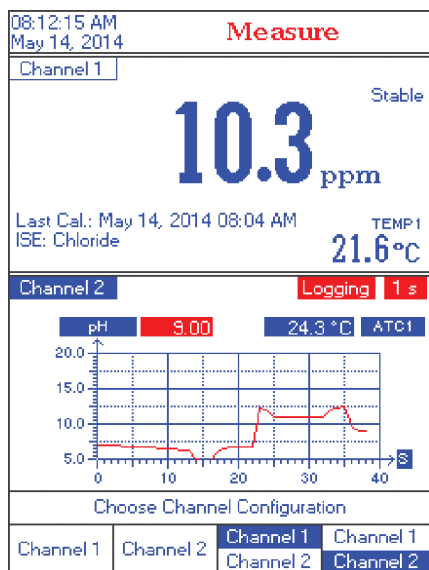 08:12:15 AM
May 14, 2014
Measure
Channel 1
Stable
10.3 ppm
Last Cal.: May 14, 2014 08:04 AM
ISE: Chloride
TEMP1
21.6°C
Channel 2
Logging 1 s
pH 9.00 24.3 °C ATC1
20.0
15.0
10.0
5.0
0 10 20 30 40
S
Choose Channel Configuration
Channel 1
Channel 2
Channel 1
Channel 2
Channel 1
Channel 2